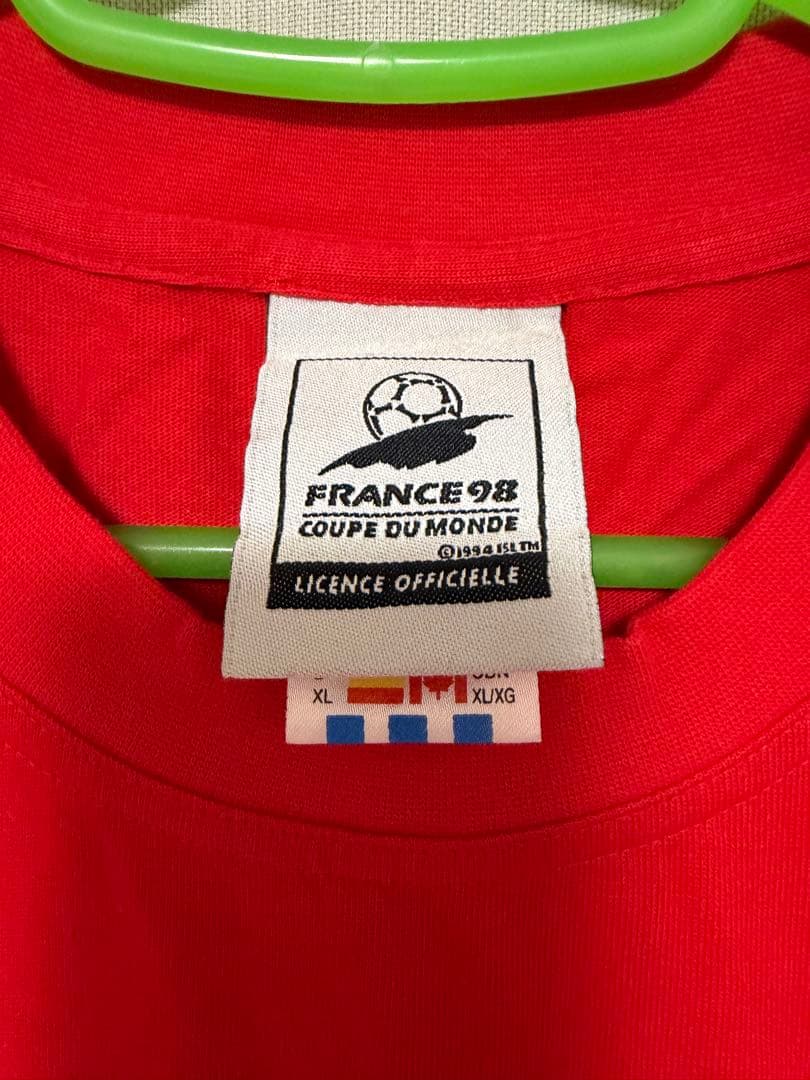 FRANCE 98
COUPE DU MONDE
©1994 ISL TM
LICENCE OFFICIELLE
XL XL/XG